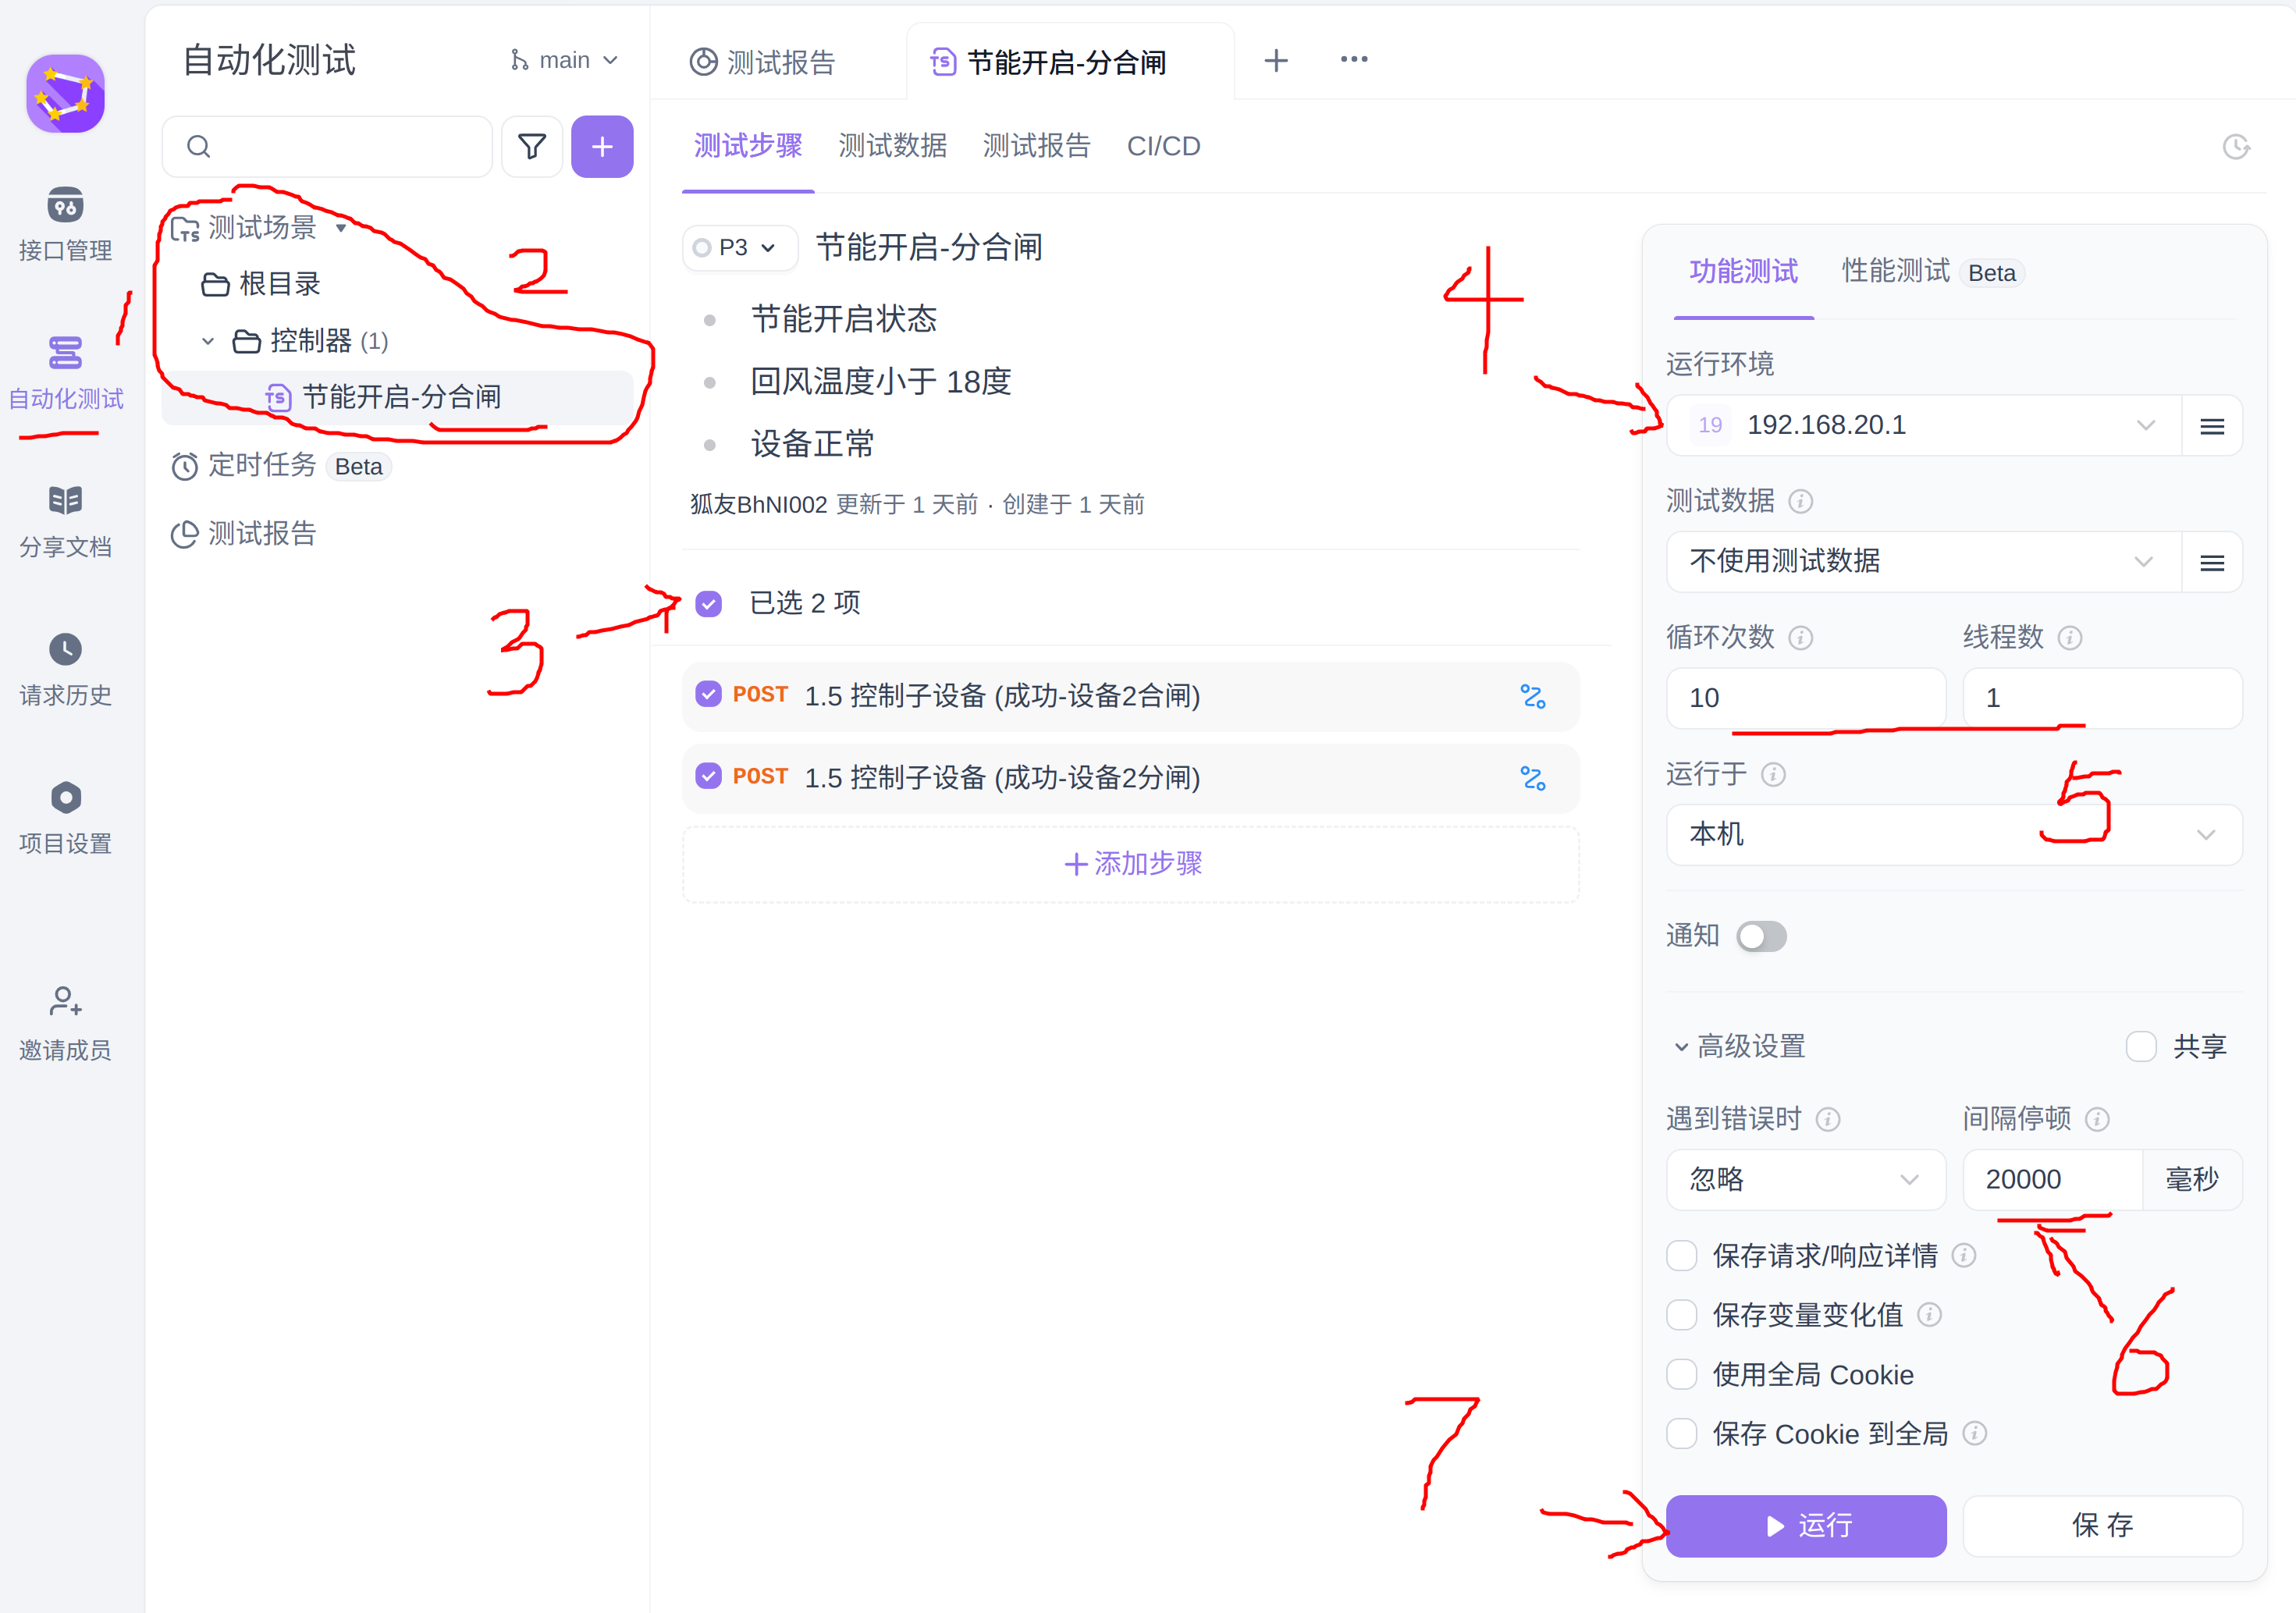 自动化测试
main
测试报告
TS 节能开启-分合闸
接口管理
自动化测试
分享文档
请求历史
项目设置
邀请成员
TS 测试场景
根目录
控制器 (1)
TS 节能开启-分合闸
定时任务 Beta
测试报告
1
2
3
4
5
6
7
测试步骤 测试数据 测试报告 CI/CD
P3 节能开启-分合闸
节能开启状态
回风温度小于 18度
设备正常
狐友BhNI002 更新于 1 天前 · 创建于 1 天前
已选 2 项
POST 1.5 控制子设备 (成功-设备2合闸)
POST 1.5 控制子设备 (成功-设备2分闸)
添加步骤
功能测试 性能测试 Beta
运行环境
19 192.168.20.1
测试数据
不使用测试数据
循环次数 线程数
10 1
运行于
本机
通知
高级设置 共享
遇到错误时 间隔停顿
忽略 20000 毫秒
保存请求/响应详情
保存变量变化值
使用全局 Cookie
保存 Cookie 到全局
运行 保 存